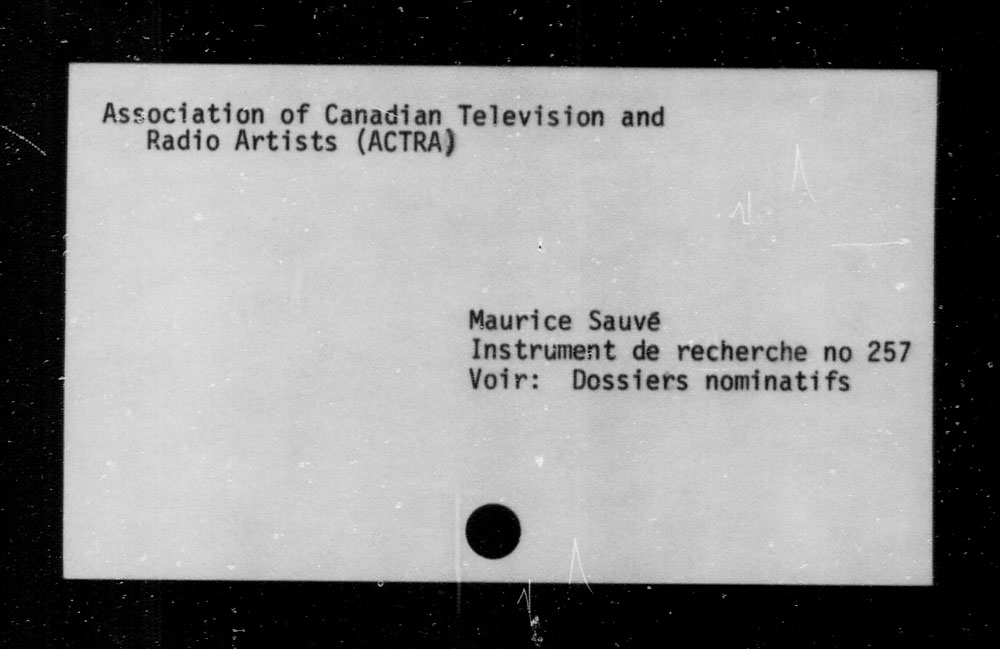 Association of Canadian Television and
Radio Artists (ACTRA)
Maurice Sauvé
Instrument de recherche no 257
Voir: Dossiers nominatifs